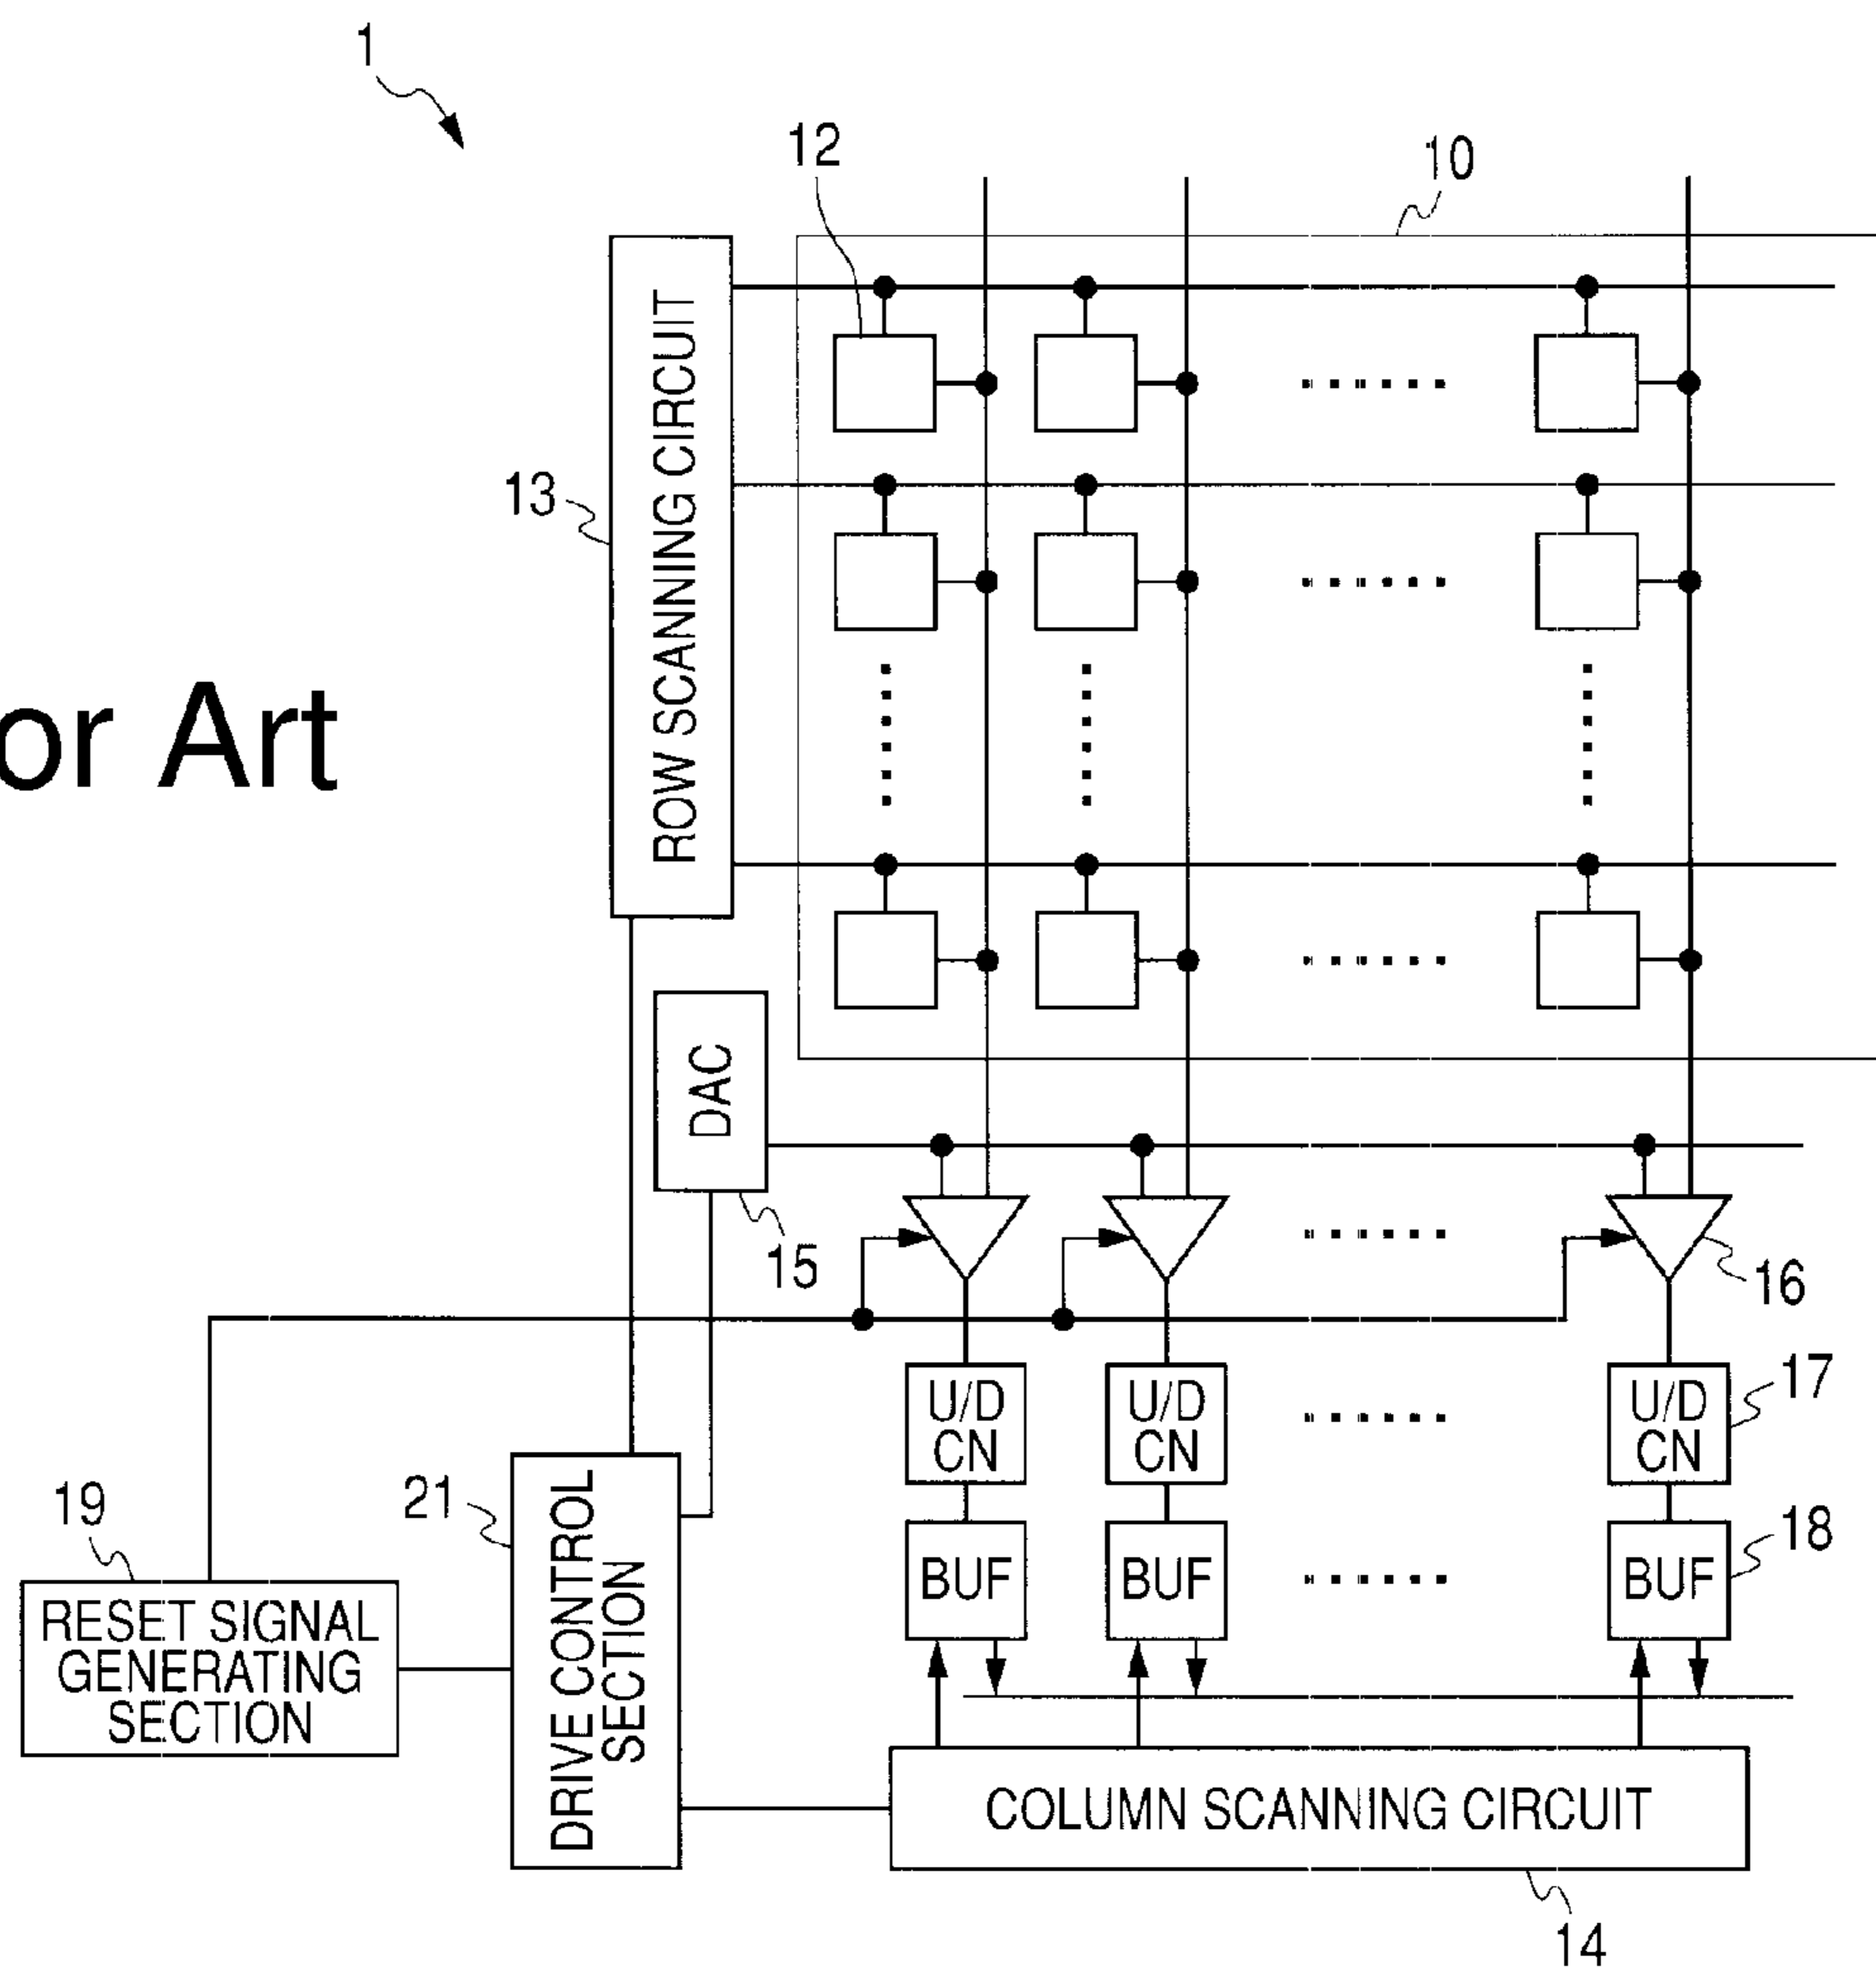 1
12
10
ROW SCANNING CIRCUIT
13
or Art
DAC
15
16
U/D
CN
U/D
CN
U/D
CN
17
19
21
DRIVE CONTROL
SECTION
BUF
BUF
BUF
18
RESET SIGNAL
GENERATING
SECTION
COLUMN SCANNING CIRCUIT
14